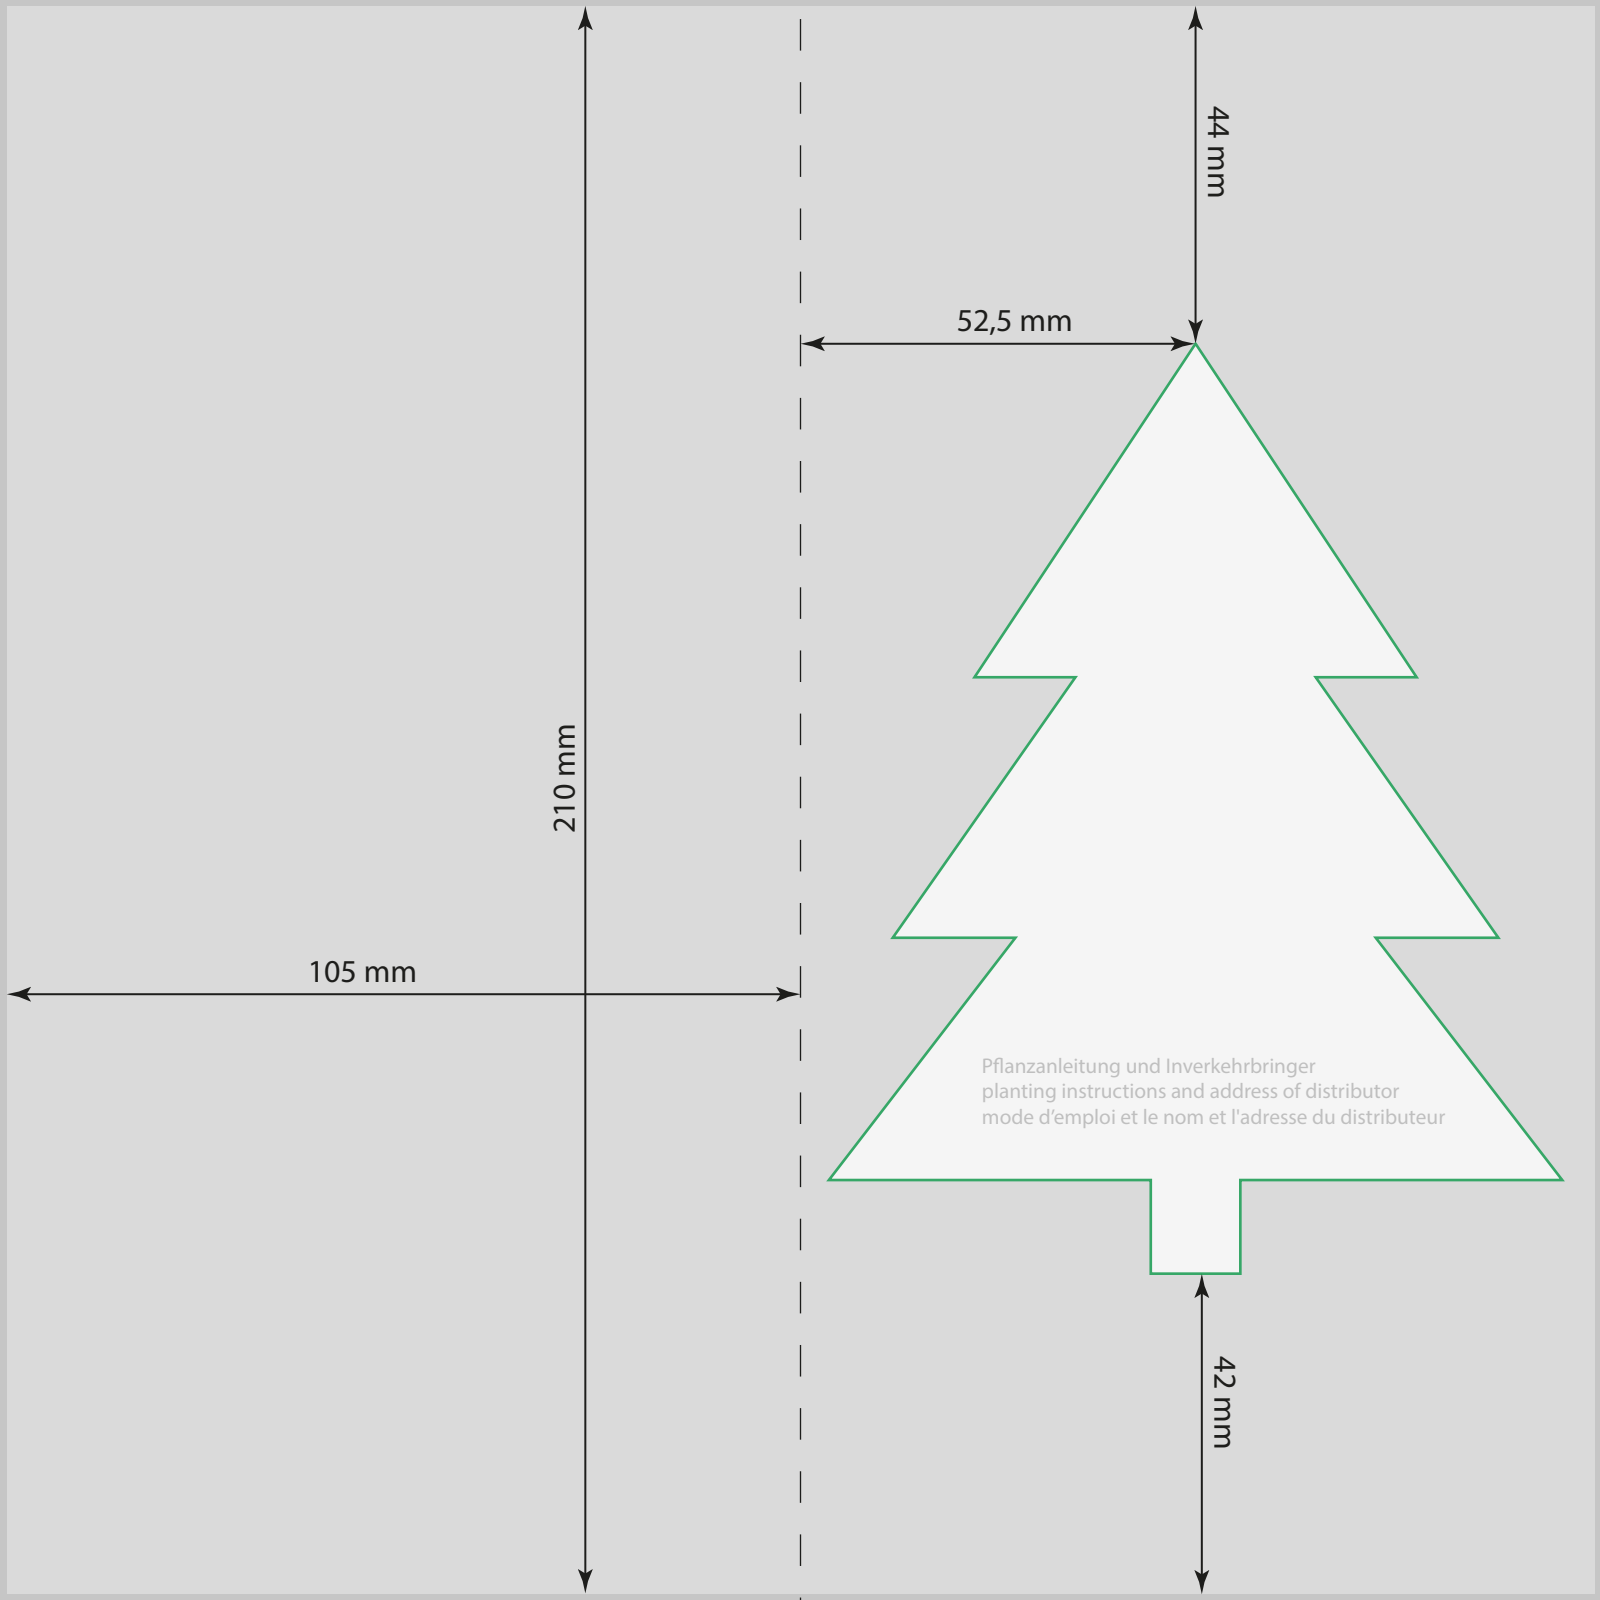 44 mm
52,5 mm
210 mm
105 mm
Pflanzanleitung und Inverkehrbringer
planting instructions and address of distributor
mode d’emploi et le nom et l'adresse du distributeur
42 mm